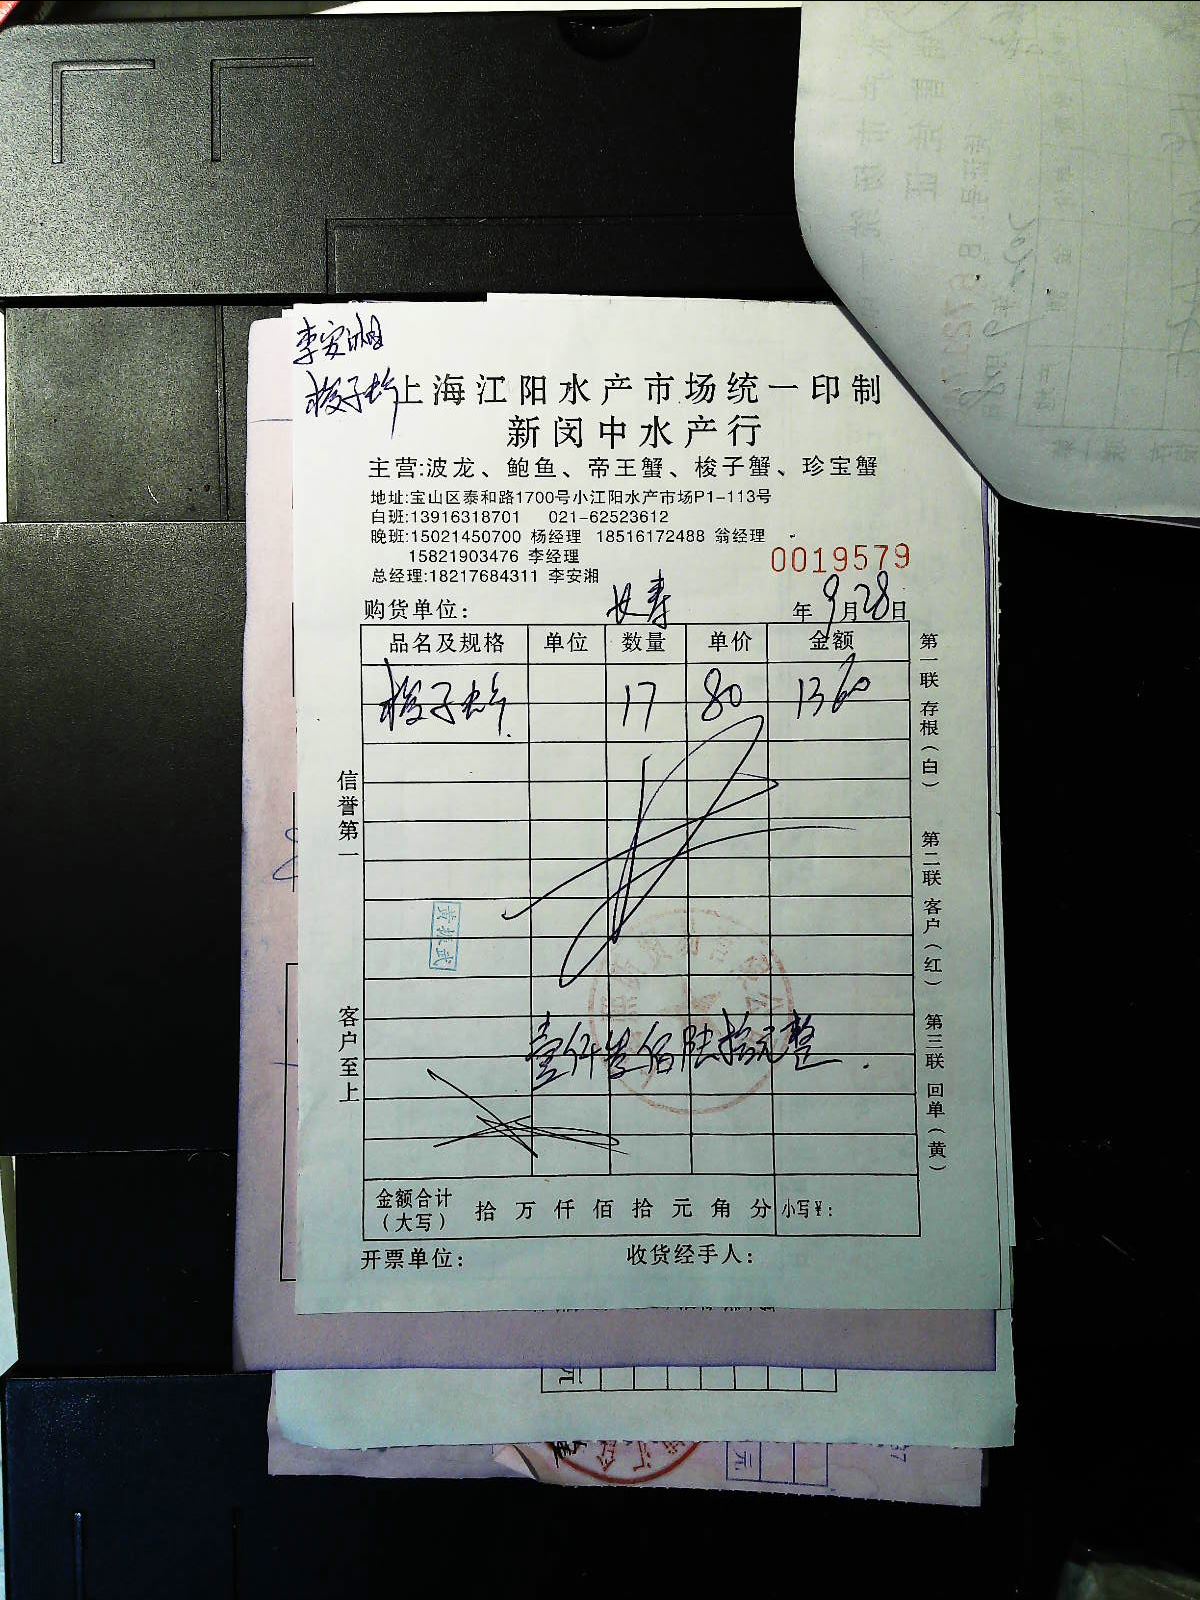 李安湘
梭子蟹
上海江阳水产市场统一印制
新闵中水产行
主营:波龙、鲍鱼、帝王蟹、梭子蟹、珍宝蟹
地址:宝山区泰和路1700号小江阳水产市场P1-113号
白班:13916318701 021-62523612
晚班:15021450700 杨经理 18516172488 翁经理
15821903476 李经理
总经理:18217684311 李安湘
0019579
购货单位: 长寿 年9月28日
品名及规格 单位 数量 单价 金额
梭子蟹 17 80 1360
信誉第一
客户至上
黄振武
壹仟叁佰陆拾元整
金额合计(大写) 拾万仟佰拾元角分 小写¥:
开票单位: 收货经手人:
第一联 存根(白)
第二联 客户(红)
第三联 回单(黄)